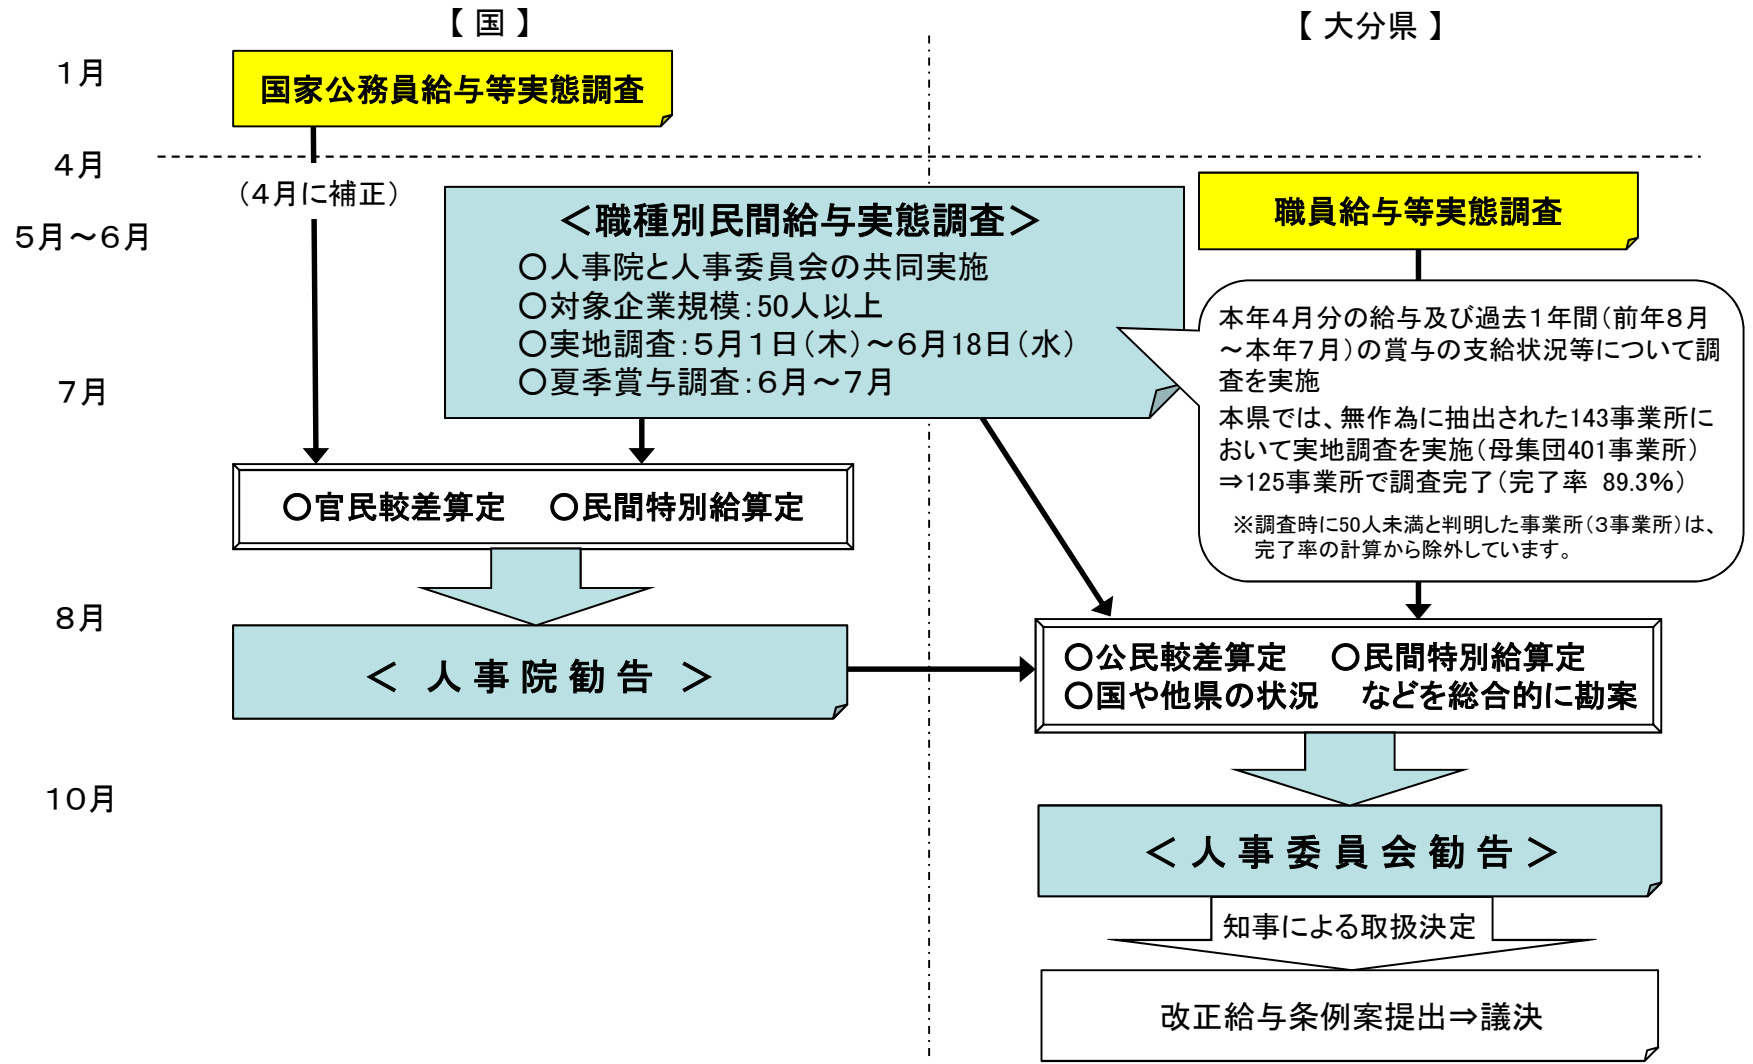 【 国 】
【 大分県 】
１月
国家公務員給与等実態調査
４月
（４月に補正）
５月～６月
＜職種別民間給与実態調査＞
○人事院と人事委員会の共同実施
○対象企業規模：50人以上
○実地調査：５月１日（木）～６月18日（水）
○夏季賞与調査：６月～７月
職員給与等実態調査
本年４月分の給与及び過去１年間（前年８月
～本年７月）の賞与の支給状況等について調
査を実施
本県では、無作為に抽出された143事業所に
おいて実地調査を実施（母集団401事業所）
⇒125事業所で調査完了（完了率 89.3％）
※調査時に50人未満と判明した事業所（３事業所）は、
完了率の計算から除外しています。
７月
○官民較差算定　○民間特別給算定
８月
＜ 人 事 院 勧 告 ＞
○公民較差算定　○民間特別給算定
○国や他県の状況　などを総合的に勘案
１０月
＜ 人 事 委 員 会 勧 告 ＞
知事による取扱決定
改正給与条例案提出⇒議決